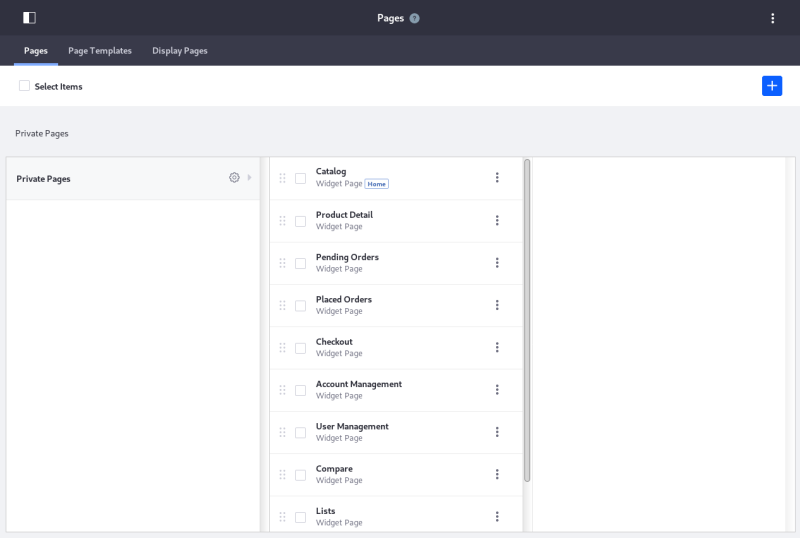 Pages ?
Pages Page Templates Display Pages
Select Items
Private Pages
Private Pages
Catalog
Widget Page Home
Product Detail
Widget Page
Pending Orders
Widget Page
Placed Orders
Widget Page
Checkout
Widget Page
Account Management
Widget Page
User Management
Widget Page
Compare
Widget Page
Lists
Widget Page